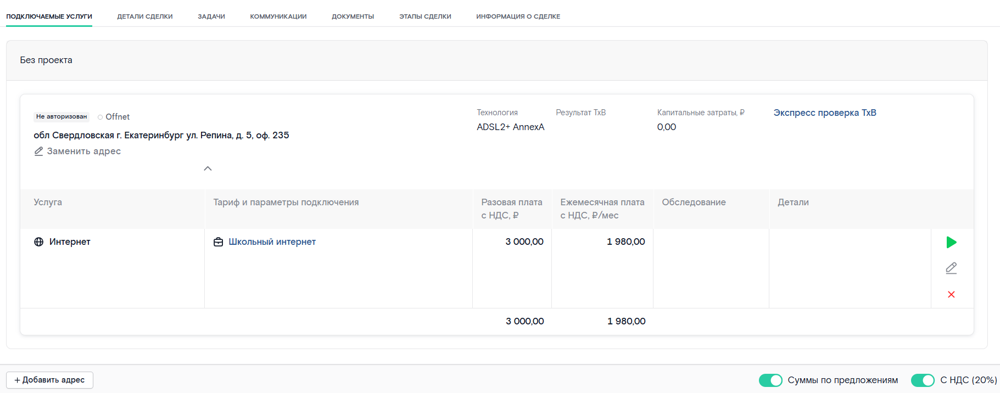 ПОДКЛЮЧАЕМЫЕ УСЛУГИ ДЕТАЛИ СДЕЛКИ ЗАДАЧИ КОММУНИКАЦИИ ДОКУМЕНТЫ ЭТАПЫ СДЕЛКИ ИНФОРМАЦИЯ О СДЕЛКЕ
Без проекта
Не авторизован Offnet
обл Свердловская г. Екатеринбург ул. Репина, д. 5, оф. 235
Заменить адрес
Технология Результат ТхВ Капитальные затраты, ₽ Экспресс проверка ТхВ
ADSL2+ AnnexA 0,00
Услуга Тариф и параметры подключения Разовая плата Ежемесячная плата Обследование Детали
с НДС, ₽ с НДС, ₽/мес
Интернет Школьный интернет 3 000,00 1 980,00
3 000,00 1 980,00
+ Добавить адрес Суммы по предложениям С НДС (20%)